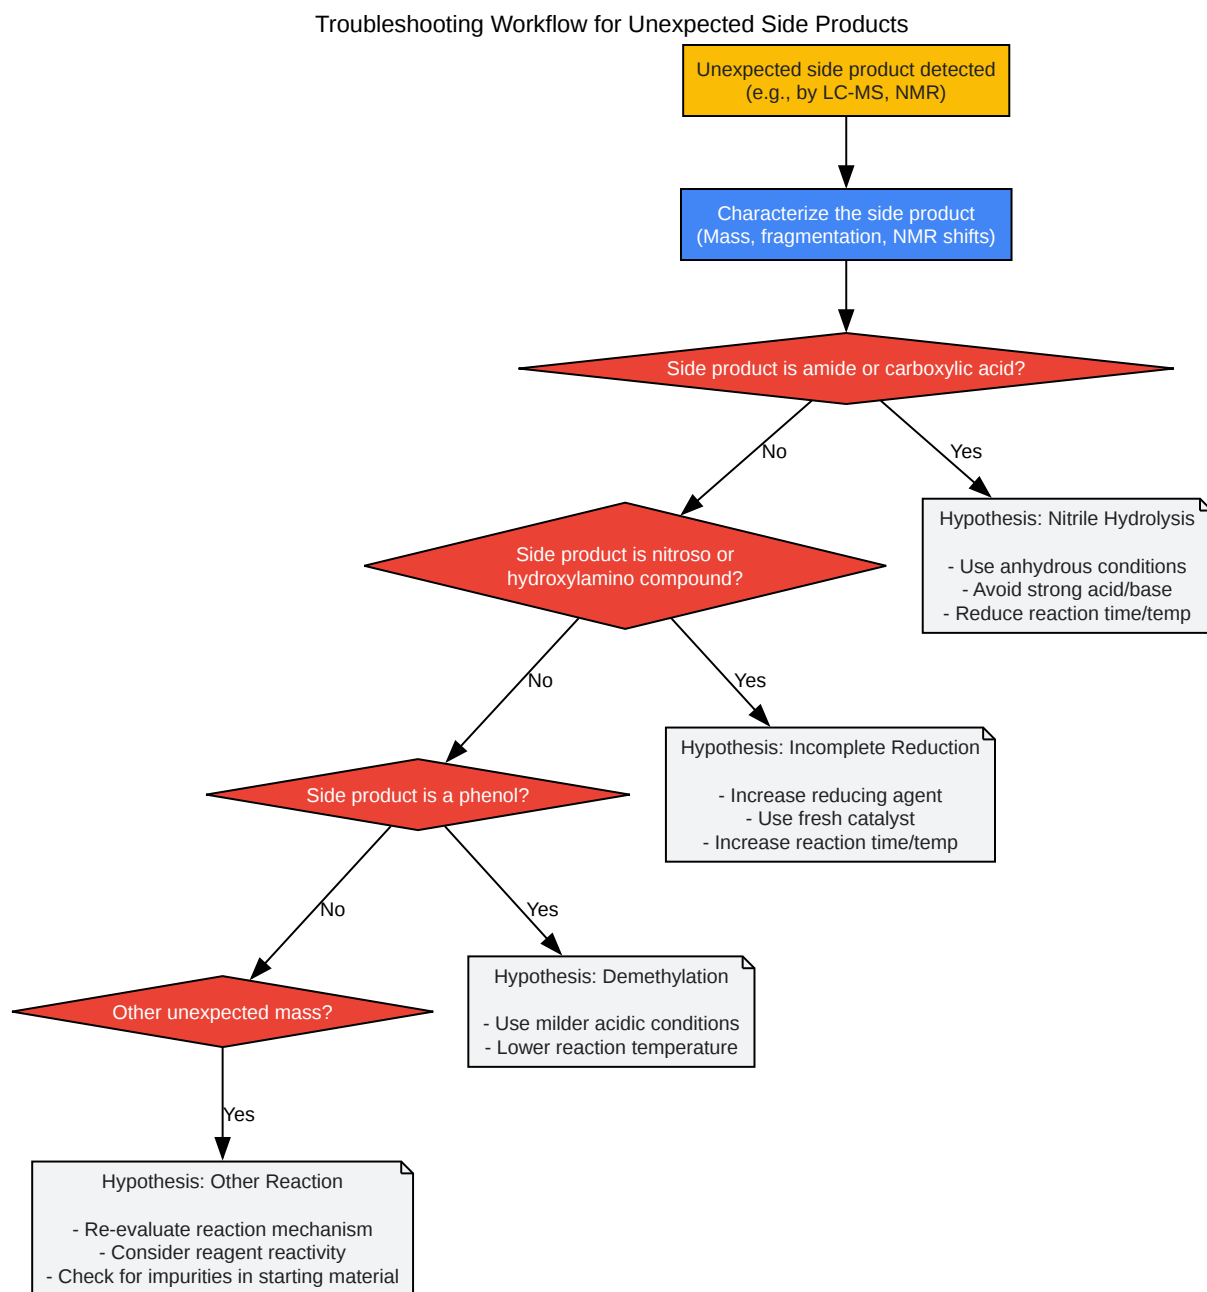 Troubleshooting Workflow for Unexpected Side Products
Unexpected side product detected
(e.g., by LC-MS, NMR)
Characterize the side product
(Mass, fragmentation, NMR shifts)
Side product is amide or carboxylic acid?
No
Yes
Hypothesis: Nitrile Hydrolysis
- Use anhydrous conditions
- Avoid strong acid/base
- Reduce reaction time/temp
Side product is nitroso or
hydroxylamino compound?
No
Yes
Hypothesis: Incomplete Reduction
- Increase reducing agent
- Use fresh catalyst
- Increase reaction time/temp
Side product is a phenol?
No
Yes
Hypothesis: Demethylation
- Use milder acidic conditions
- Lower reaction temperature
Other unexpected mass?
Yes
Hypothesis: Other Reaction
- Re-evaluate reaction mechanism
- Consider reagent reactivity
- Check for impurities in starting material